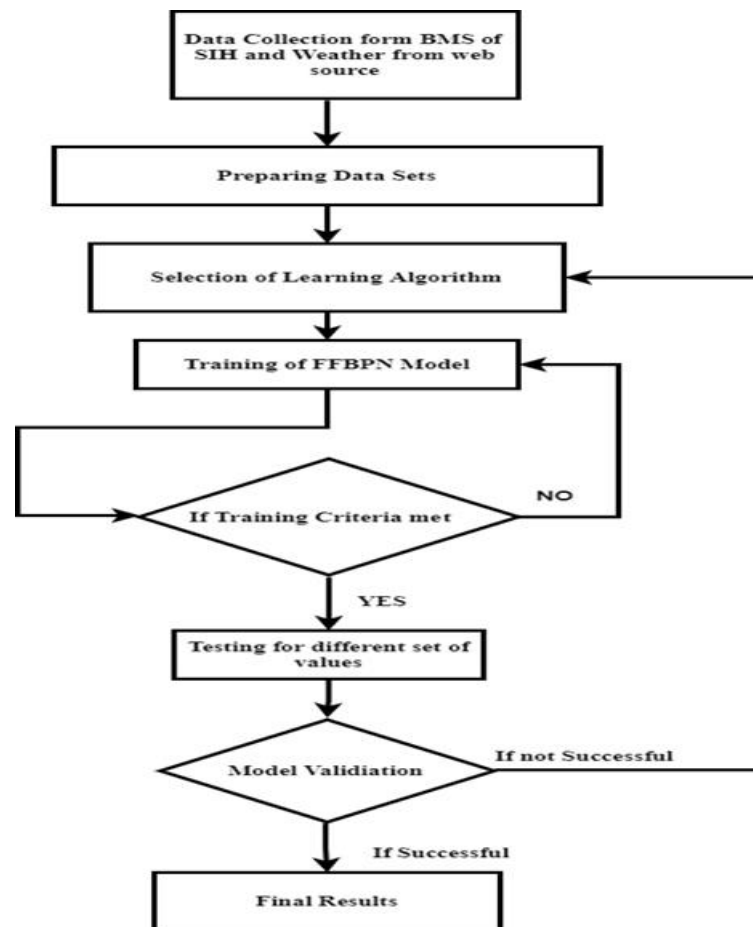 Data Collection form BMS of
SIH and Weather from web
source
Preparing Data Sets
Selection of Learning Algorithm
Training of FFBPN Model
If Training Criteria met
NO
YES
Testing for different set of
values
Model Validiation
If not Successful
If Successful
Final Results